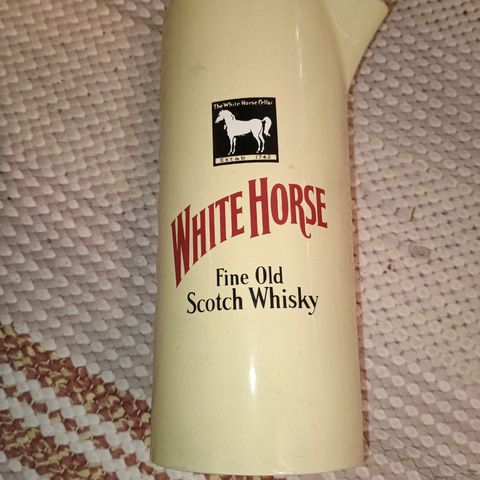 The White Horse Cellar
ESTAB 1742
WHITE HORSE
Fine Old
Scotch Whisky